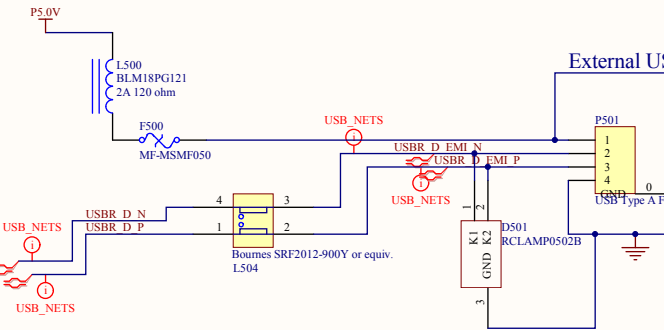 P5.0V
External US
L500
BLM18PG121
2A 120 ohm
P501
F500
USB_NETS
MF-MSMF050
1
USBR_D_EMI_N
2
USBR_D_EMI_P
3
4
GND
0
USB Type A F
USB_NETS
4
3
1
2
USBR_D_N
USB_NETS
USBR_D_P
1
2
D501
RCLAMP0502B
K1
K2
GND
Bournes SRF2012-900Y or equiv.
L504
3
USB_NETS